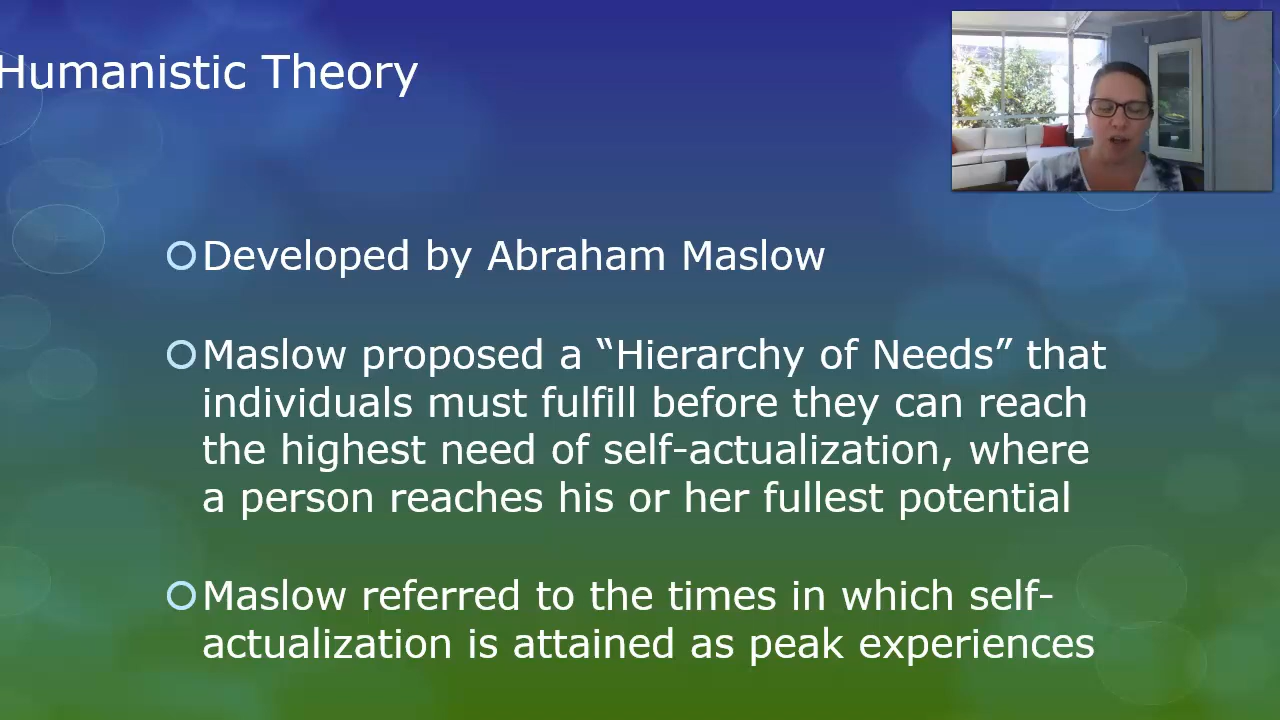 Humanistic Theory
Developed by Abraham Maslow
Maslow proposed a “Hierarchy of Needs” that
individuals must fulfill before they can reach
the highest need of self-actualization, where
a person reaches his or her fullest potential
Maslow referred to the times in which self-
actualization is attained as peak experiences